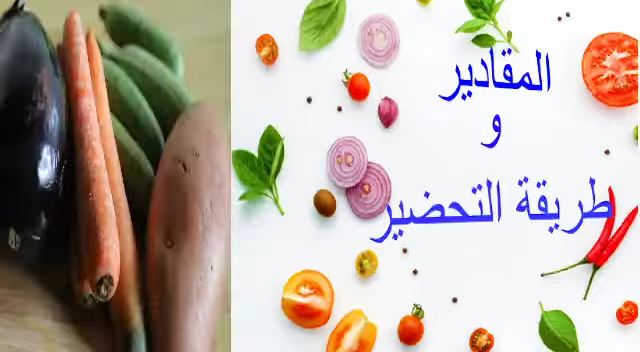 المقادير
و
طريقة التحضير